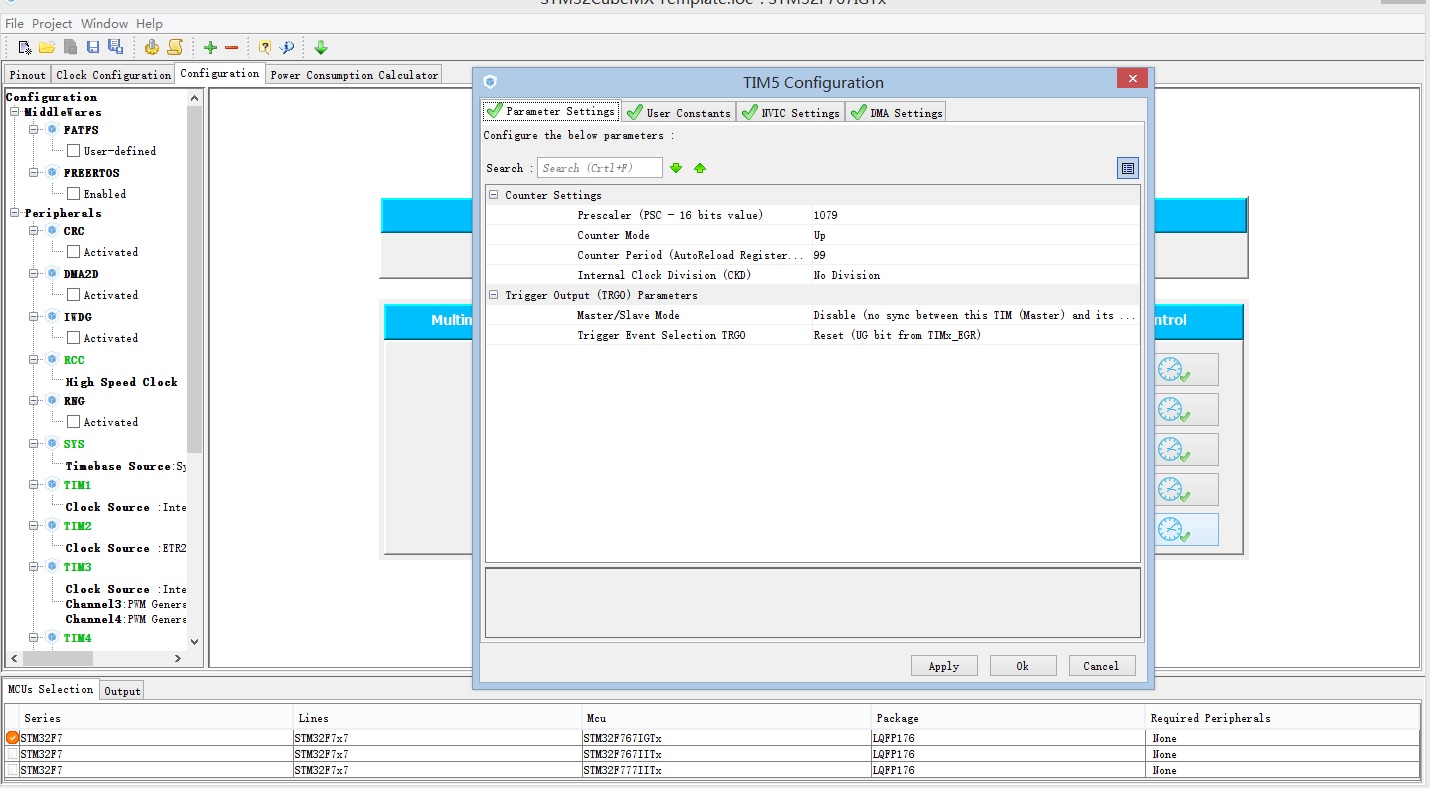 STM32CubeMX Template.ioc*: STM32F767IGTx
File Project Window Help
Pinout Clock Configuration Configuration Power Consumption Calculator
Configuration
MiddleWares
FATFS
User-defined
FREERTOS
Enabled
Peripherals
CRC
Activated
DMA2D
Activated
IWDG
Activated
RCC
High Speed Clock
RNG
Activated
SYS
Timebase Source:Sy
TIM1
Clock Source :Inte
TIM2
Clock Source :ETR2
TIM3
Clock Source :Inte
Channel3:PWM Genera
Channel4:PWM Genera
TIM4
Multim
ntrol
TIM5 Configuration
Parameter Settings User Constants NVIC Settings DMA Settings
Configure the below parameters :
Search : Search (Crtl+F)
Counter Settings
Prescaler (PSC - 16 bits value) 1079
Counter Mode Up
Counter Period (AutoReload Register... 99
Internal Clock Division (CKD) No Division
Trigger Output (TRGO) Parameters
Master/Slave Mode Disable (no sync between this TIM (Master) and its ...
Trigger Event Selection TRGO Reset (UG bit from TIMx_EGR)
Apply Ok Cancel
MCUs Selection Output
Series Lines Mcu Package Required Peripherals
STM32F7 STM32F7x7 STM32F767IGTx LQFP176 None
STM32F7 STM32F7x7 STM32F767IITx LQFP176 None
STM32F7 STM32F7x7 STM32F777IITx LQFP176 None